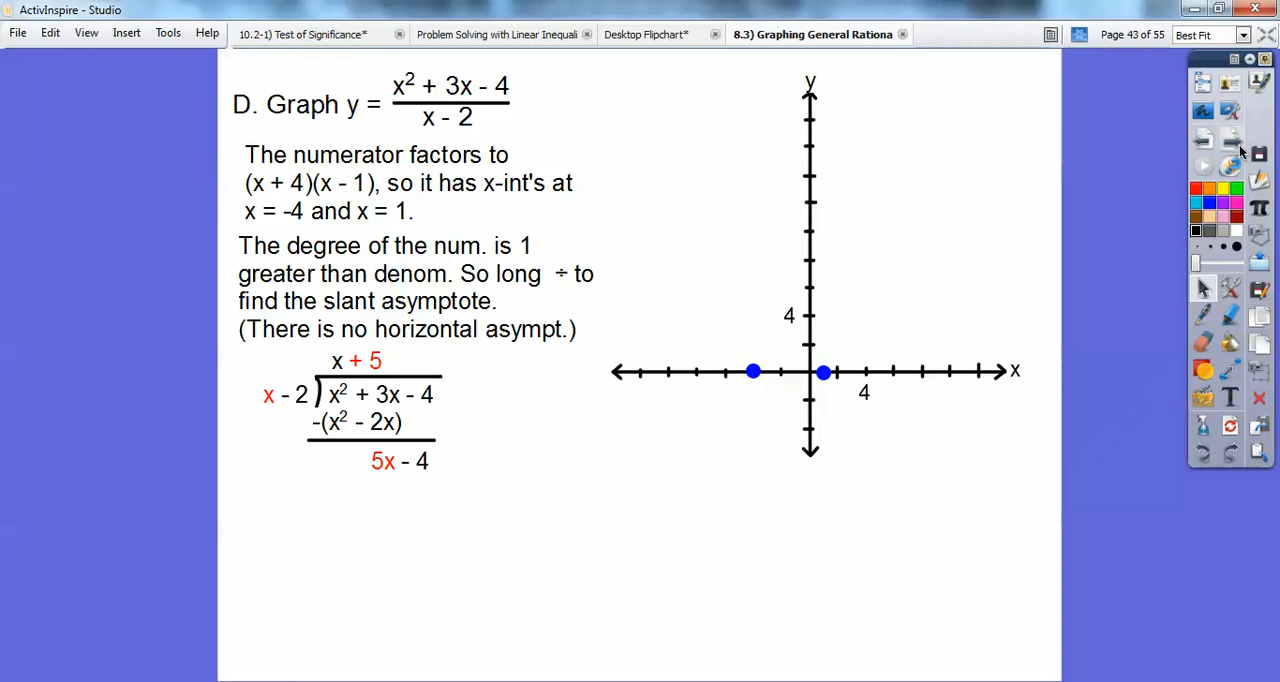 ActivInspire - Studio
File Edit View Insert Tools Help
10.2-1) Test of Significance* Problem Solving with Linear Inequali Desktop Flipchart* 8.3) Graphing General Rationa
Page 43 of 55 Best Fit
D. Graph y =
x² + 3x - 4
x - 2
The numerator factors to
(x + 4)(x - 1), so it has x-int's at
x = -4 and x = 1.
The degree of the num. is 1
greater than denom. So long ÷ to
find the slant asymptote.
(There is no horizontal asympt.)
x + 5
x - 2 ) x² + 3x - 4
-(x² - 2x)
5x - 4
y
4
x
4
π
T